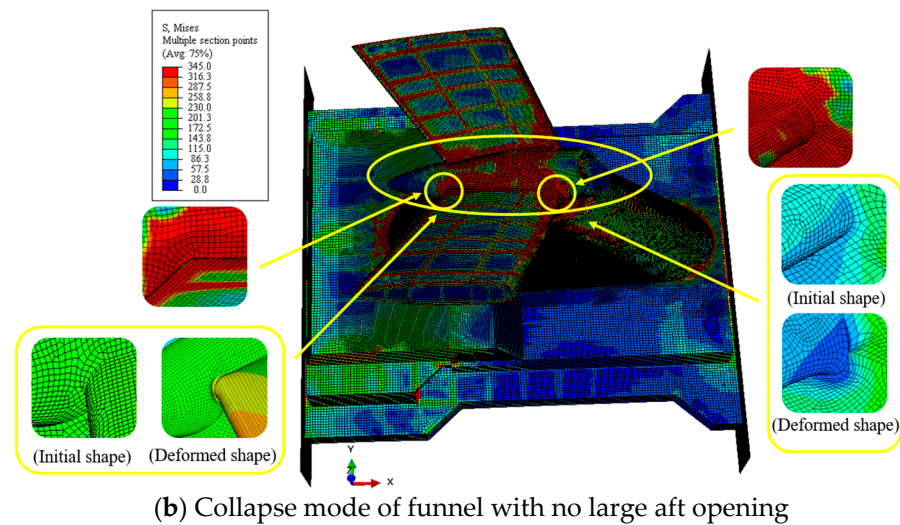 S, Mises
Multiple section points
(Avg: 75%)
345.0
316.3
287.5
258.8
230.0
201.3
172.5
143.8
115.0
86.3
57.5
28.8
0.0
(Initial shape)
(Deformed shape)
(Initial shape) (Deformed shape)
Y
Z
X
(b) Collapse mode of funnel with no large aft opening